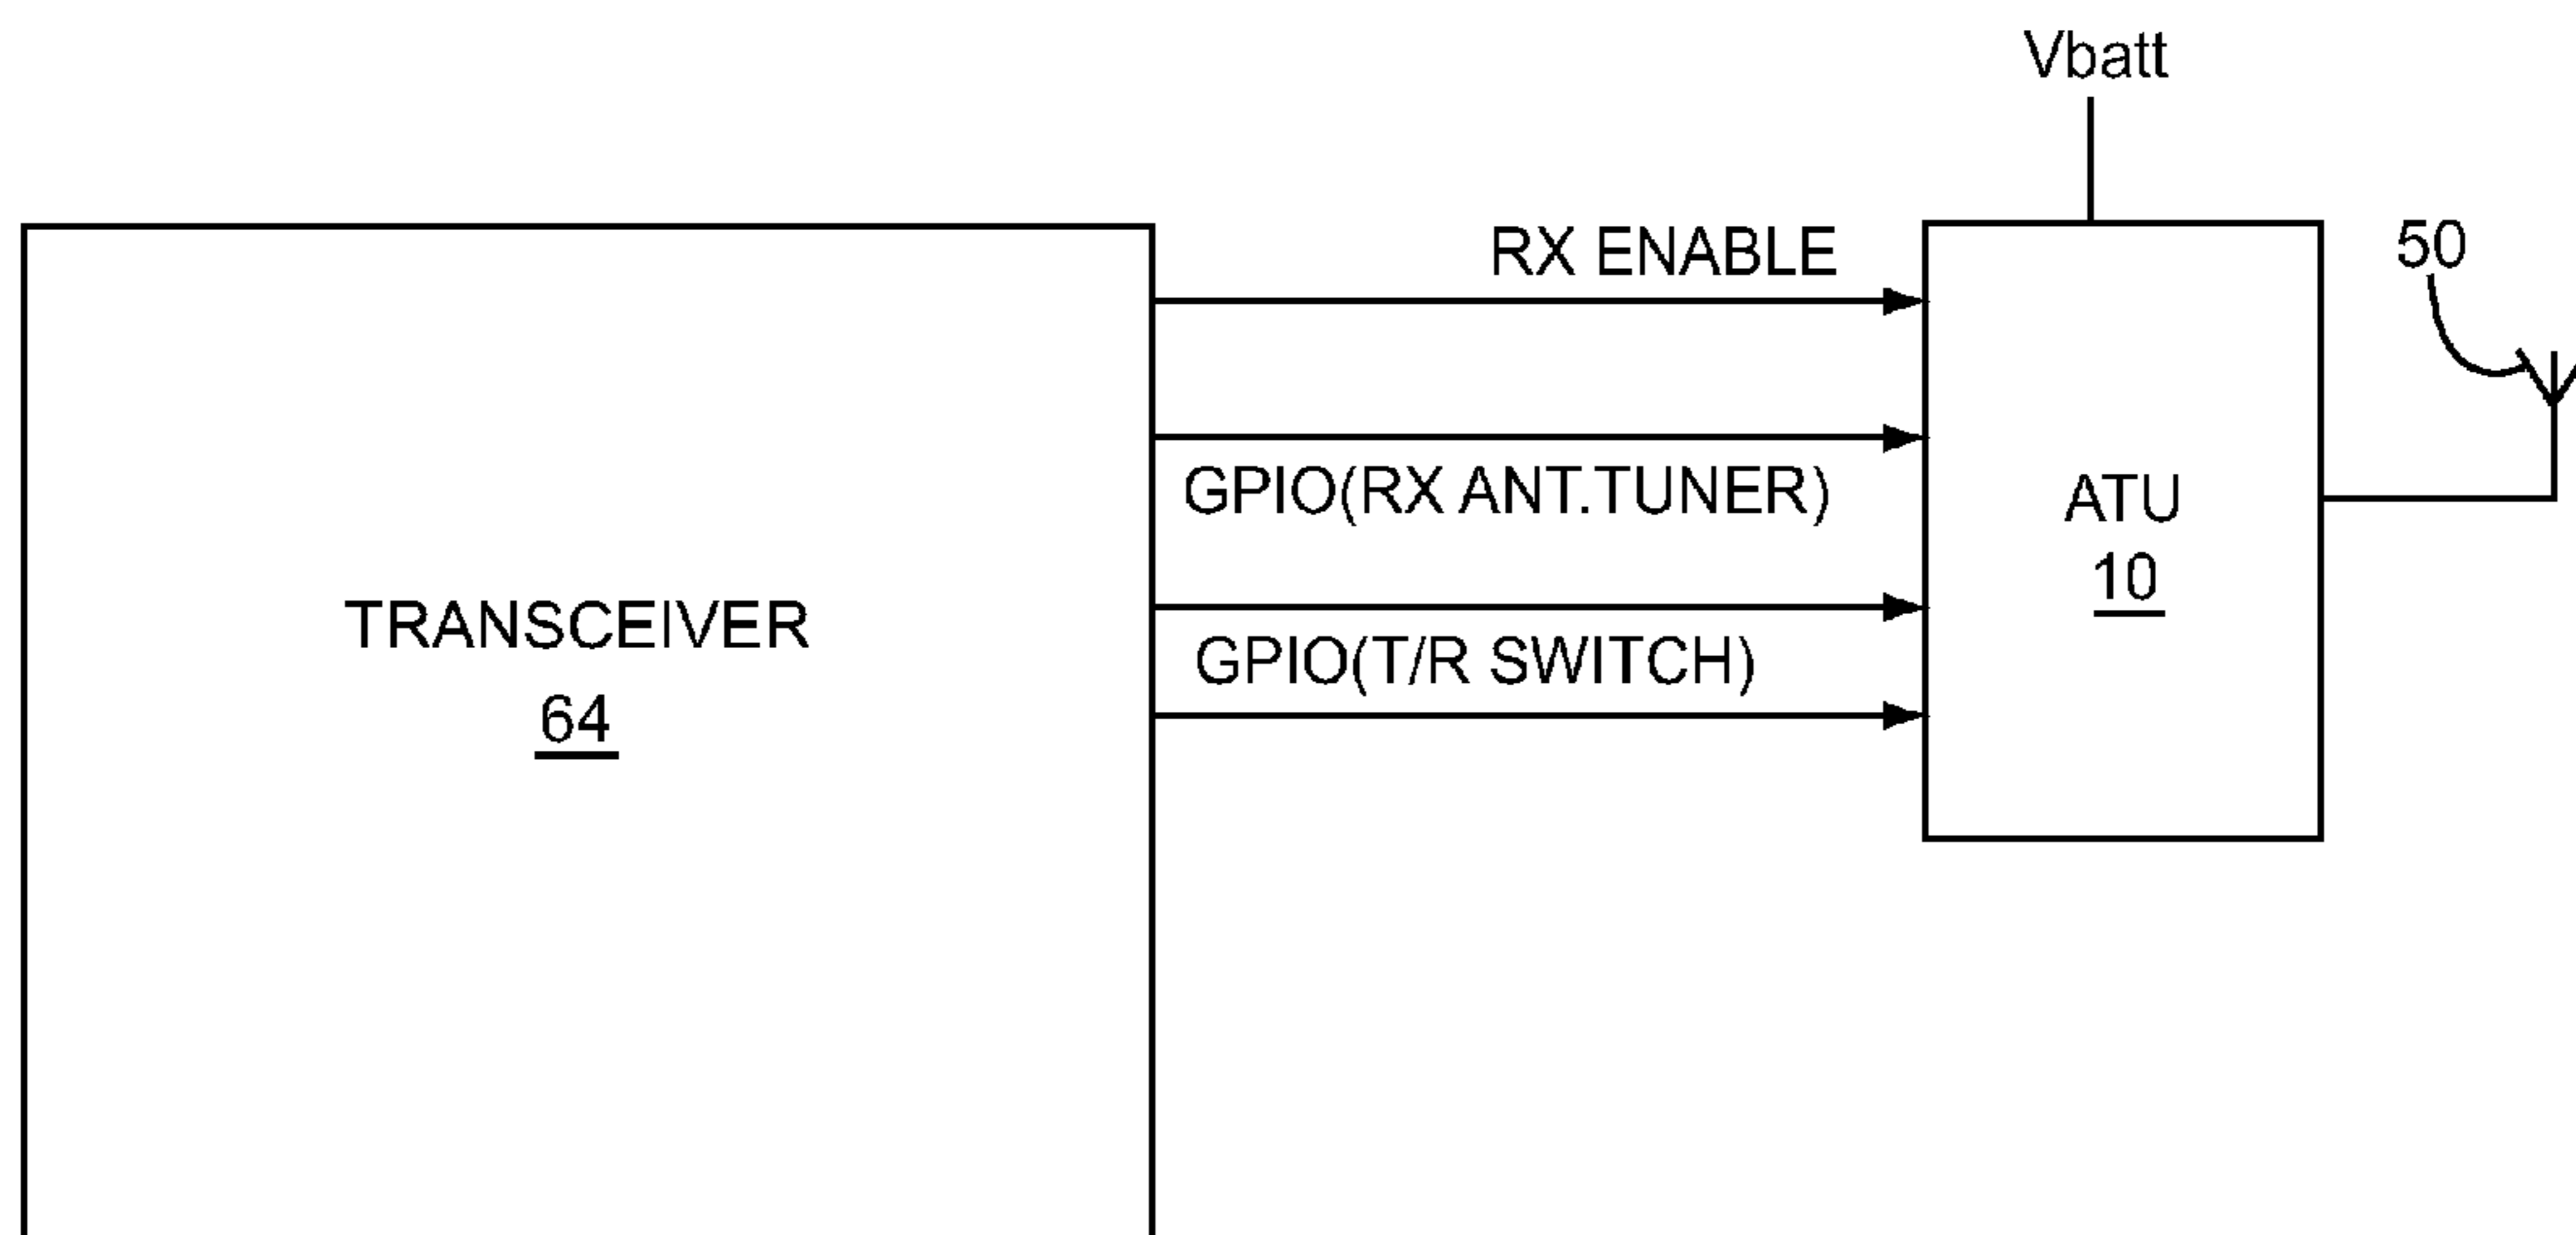 Vbatt
RX ENABLE
50
GPIO(RX ANT.TUNER)
ATU
10
TRANSCEIVER
64
GPIO(T/R SWITCH)